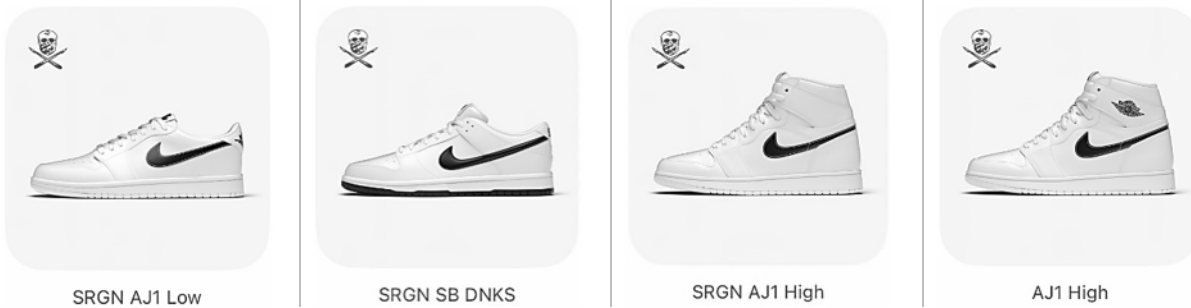 SRGN AJ1 Low
SRGN SB DNKS
SRGN AJ1 High
AJ1 High